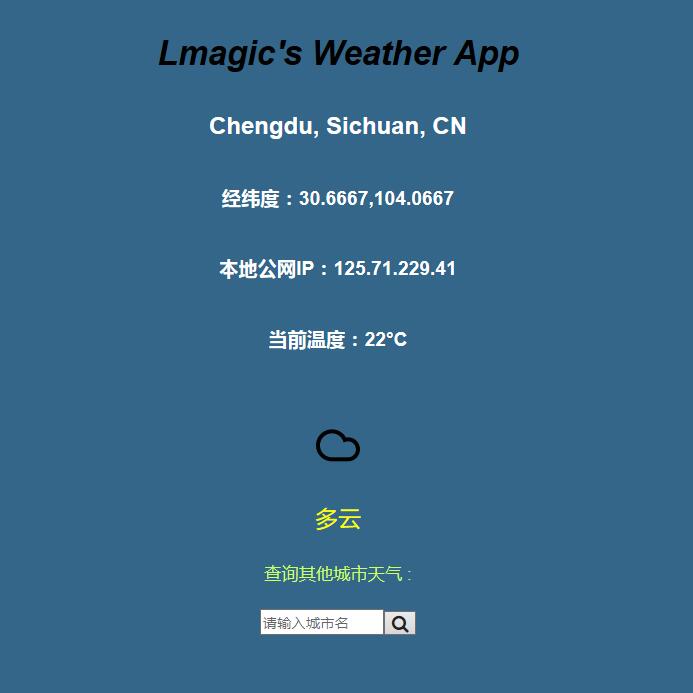 Lmagic's Weather App
Chengdu, Sichuan, CN
经纬度：30.6667,104.0667
本地公网IP：125.71.229.41
当前温度：22°C
多云
查询其他城市天气：
请输入城市名